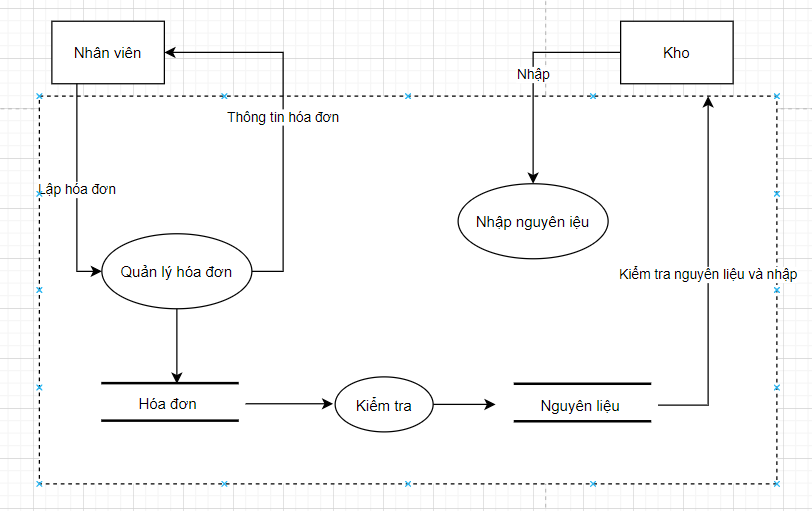 Nhân viên
Kho
Nhập
Thông tin hóa đơn
Lập hóa đơn
Nhập nguyên iệu
Quản lý hóa đơn
Kiểm tra nguyên liệu và nhập
Hóa đơn
Kiểm tra
Nguyên liệu